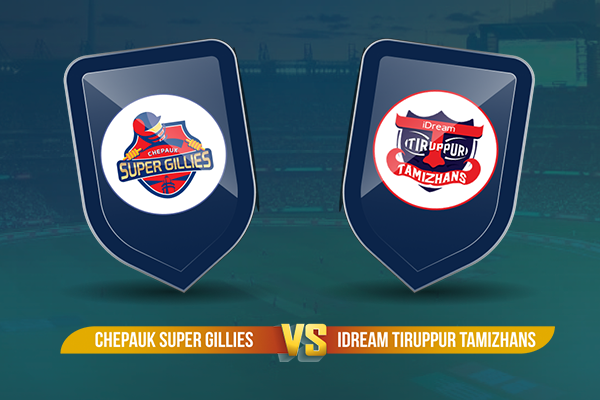 CHEPAUK
SUPER GILLIES
iDream
TIRUPPUR
TAMIZHANS
CHEPAUK SUPER GILLIES VS IDREAM TIRUPPUR TAMIZHANS